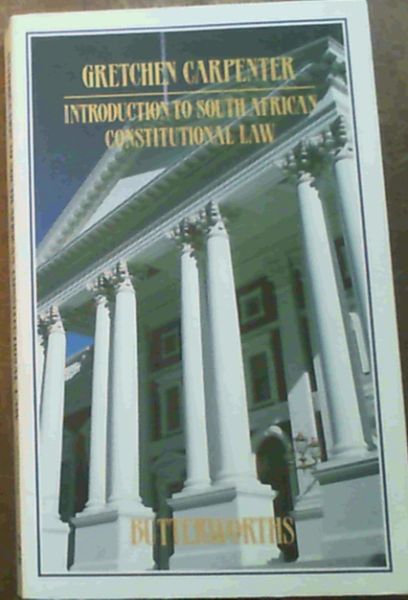 GRETCHEN CARPENTER
INTRODUCTION TO SOUTH AFRICAN
CONSTITUTIONAL LAW
BUTTERWORTHS